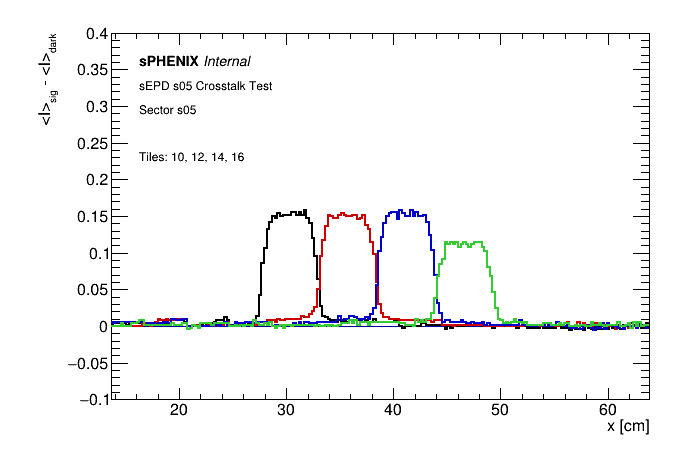 <I>sig - <I>dark
0.4
0.35
0.3
0.25
0.2
0.15
0.1
0.05
0
−0.05
−0.1
sPHENIX Internal
sEPD s05 Crosstalk Test
Sector s05
Tiles: 10, 12, 14, 16
20 30 40 50 60
x [cm]